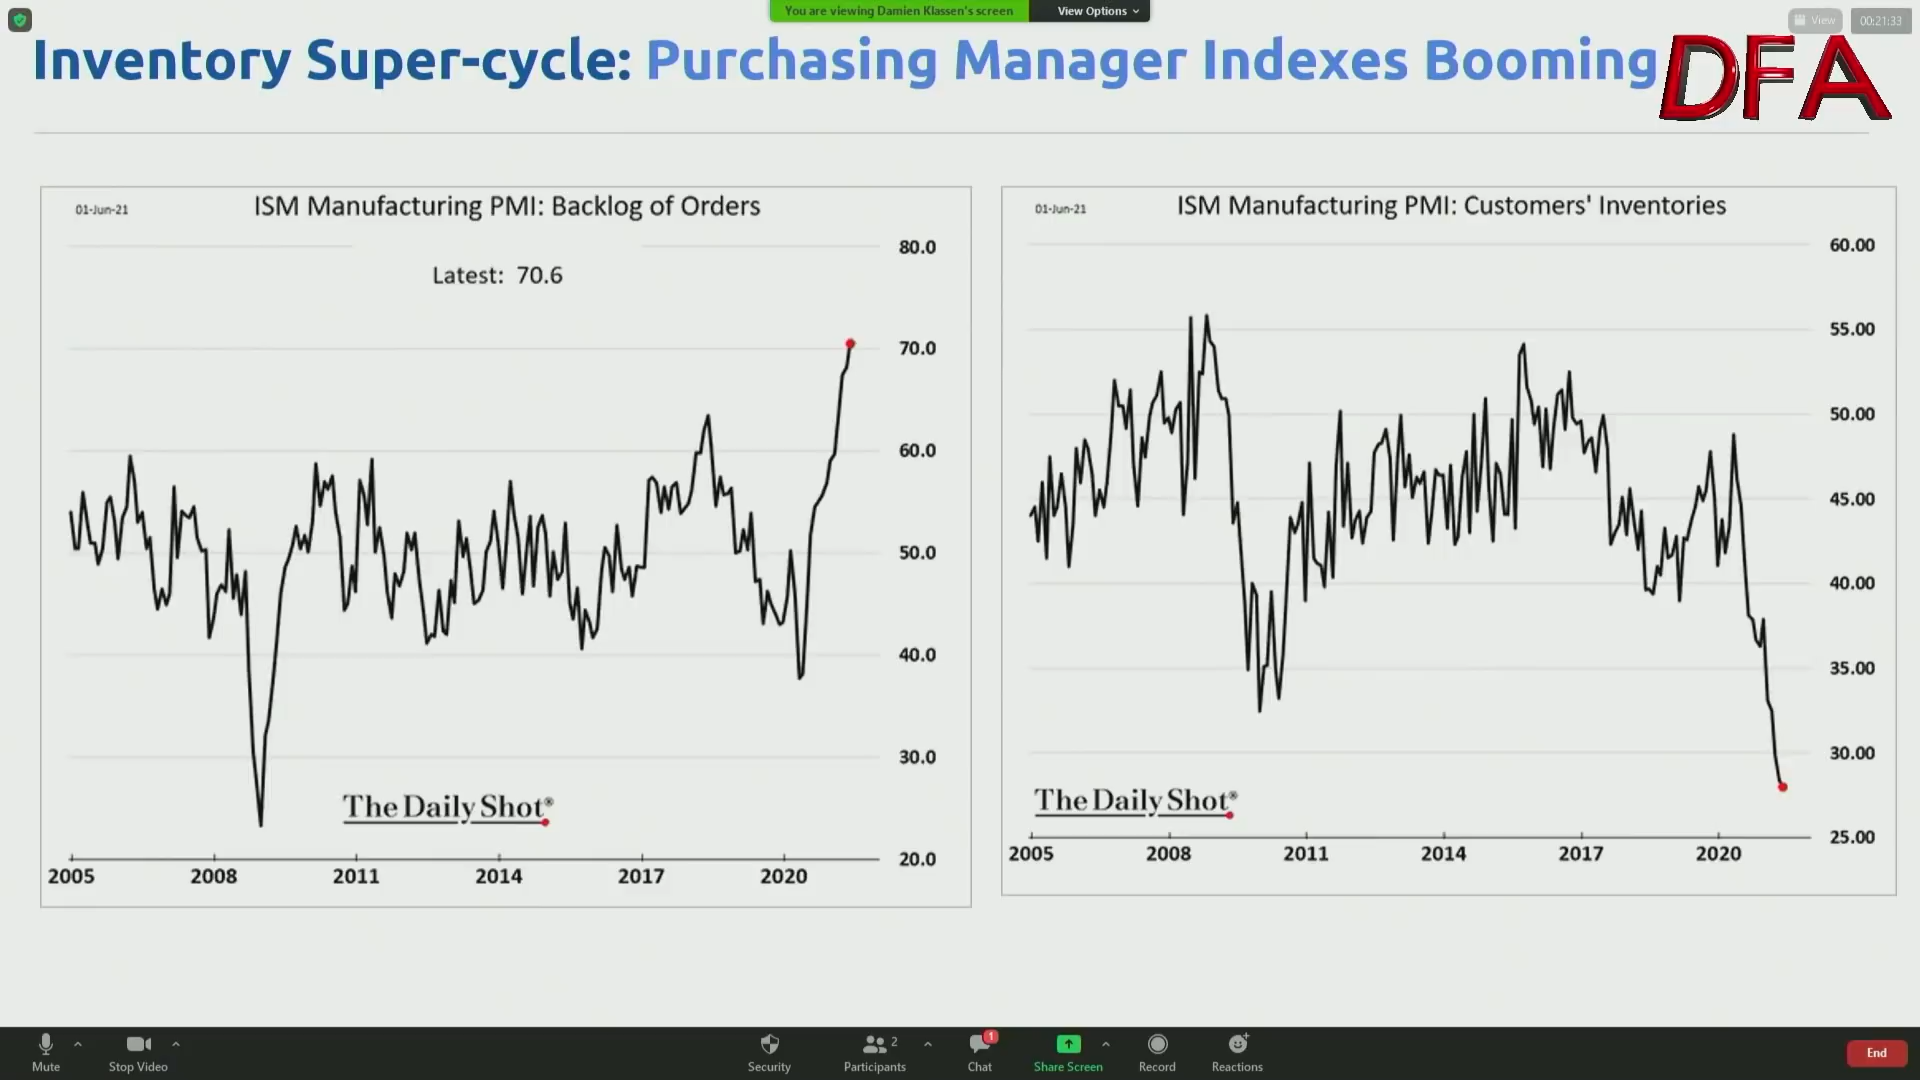 You are viewing Damien Klassen's screen
View Options
View
00:21:33
Inventory Super-cycle: Purchasing Manager Indexes Booming
DFA
01-Jun-21
ISM Manufacturing PMI: Backlog of Orders
Latest: 70.6
80.0
70.0
60.0
50.0
40.0
30.0
20.0
The Daily Shot®
2005
2008
2011
2014
2017
2020
01-Jun-21
ISM Manufacturing PMI: Customers' Inventories
60.00
55.00
50.00
45.00
40.00
35.00
30.00
25.00
The Daily Shot®
2005
2008
2011
2014
2017
2020
Mute
Stop Video
Security
Participants
2
Chat
1
Share Screen
Record
Reactions
End